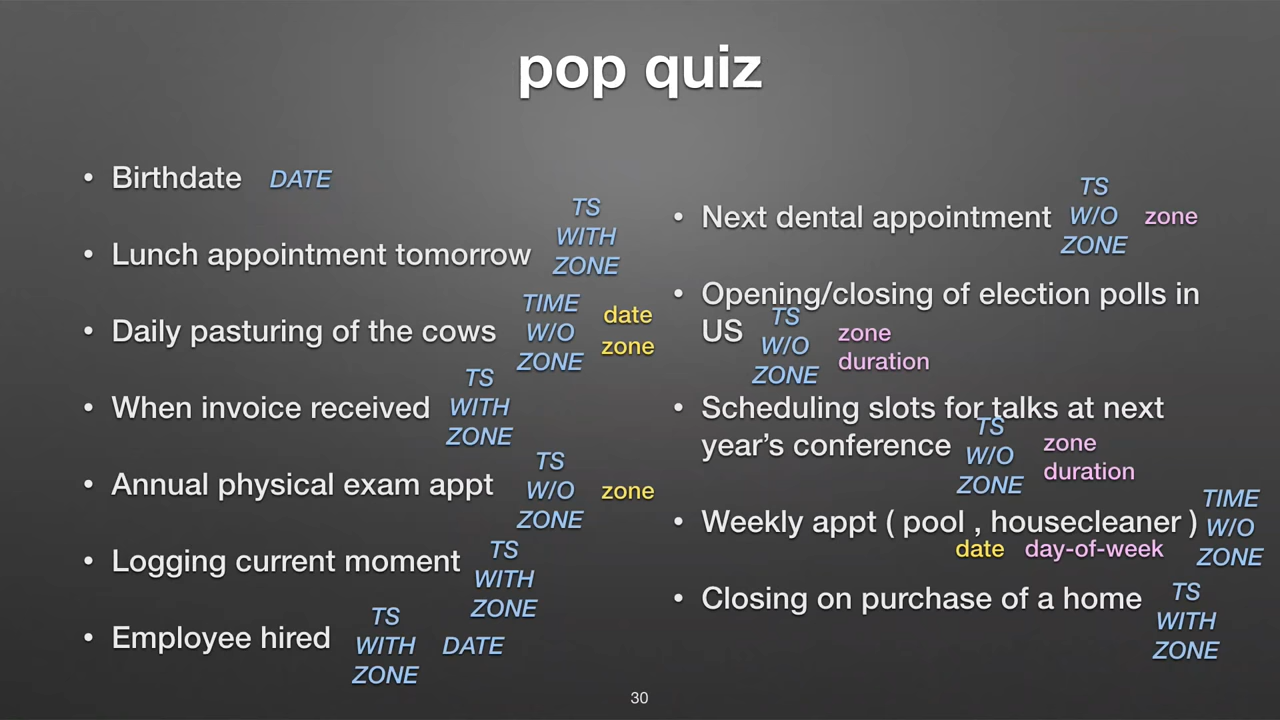 pop quiz
• Birthdate DATE
• Lunch appointment tomorrow TS WITH ZONE
• Daily pasturing of the cows TIME W/O ZONE date zone
• When invoice received TS WITH ZONE
• Annual physical exam appt TS W/O ZONE zone
• Logging current moment TS WITH ZONE
• Employee hired TS WITH ZONE DATE
• Next dental appointment TS W/O ZONE zone
• Opening/closing of election polls in
US TS W/O ZONE zone duration
• Scheduling slots for talks at next
year’s conference TS W/O ZONE zone duration
• Weekly appt ( pool , housecleaner ) TIME W/O ZONE
date day-of-week
• Closing on purchase of a home TS WITH ZONE
30